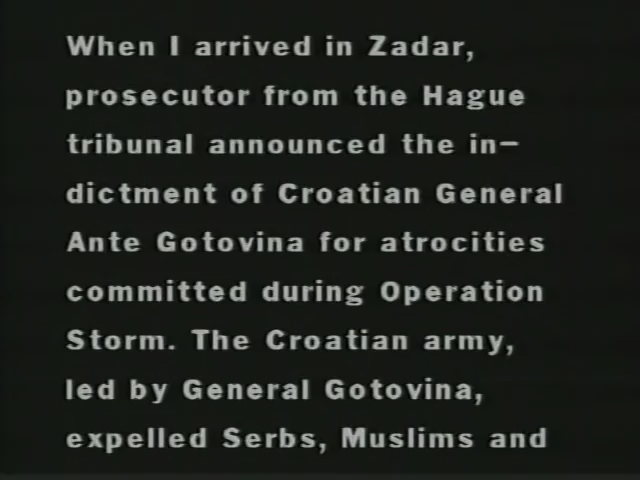 When I arrived in Zadar,
prosecutor from the Hague
tribunal announced the in-
dictment of Croatian General
Ante Gotovina for atrocities
committed during Operation
Storm. The Croatian army,
led by General Gotovina,
expelled Serbs, Muslims and